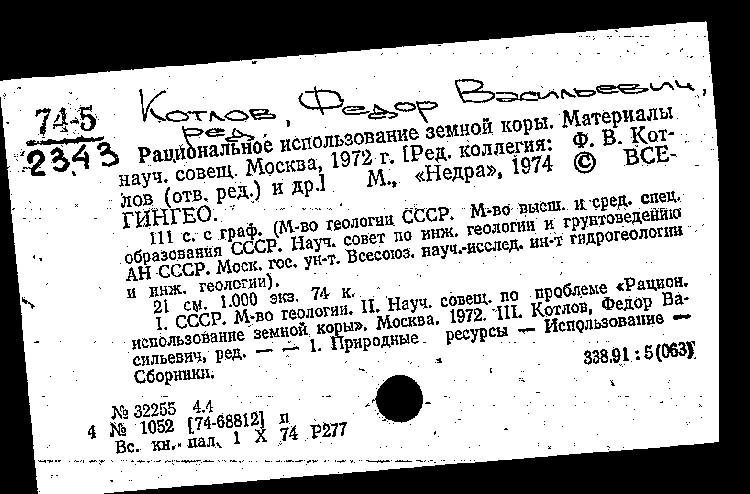 Котлов, Федор Васильевич,
ред.
74-5
2343
Рациональное использование земной коры. Материалы
науч. совещ. Москва, 1972 г. [Ред. коллегия: Ф. В. Кот-
лов (отв. ред.) и др.] М., «Недра», 1974 © ВСЕ-
ГИНГЕО.
111 с. с граф. (М-во геологии СССР. М-во высш. и сред. спец.
образования СССР. Науч. совет по инж. геологии и грунтоведению
АН СССР. Моск. гос. ун-т. Всесоюз. науч.-исслед. ин-т гидрогеологии
и инж. геологии).
21 см. 1.000 экз. 74 к.
I. СССР. М-во геологии. II. Науч. совещ. по проблеме «Рацион.
использование земной коры». Москва. 1972. III. Котлов, Федор Ва-
сильевич, ред. — — 1. Природные ресурсы — Использование —
Сборники.
338.91 : 5(063)
№ 32255 4.4
4 № 1052 [74-68812] п
Вс. кн. пал. 1 X 74 Р277